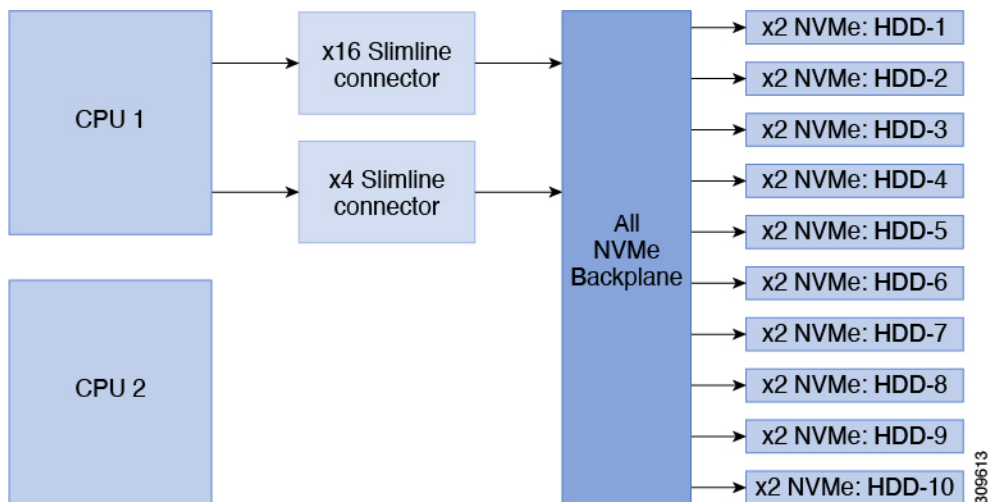 CPU 1
x16 Slimline
connector
x4 Slimline
connector
CPU 2
All
NVMe
Backplane
x2 NVMe: HDD-1
x2 NVMe: HDD-2
x2 NVMe: HDD-3
x2 NVMe: HDD-4
x2 NVMe: HDD-5
x2 NVMe: HDD-6
x2 NVMe: HDD-7
x2 NVMe: HDD-8
x2 NVMe: HDD-9
x2 NVMe: HDD-10
309613